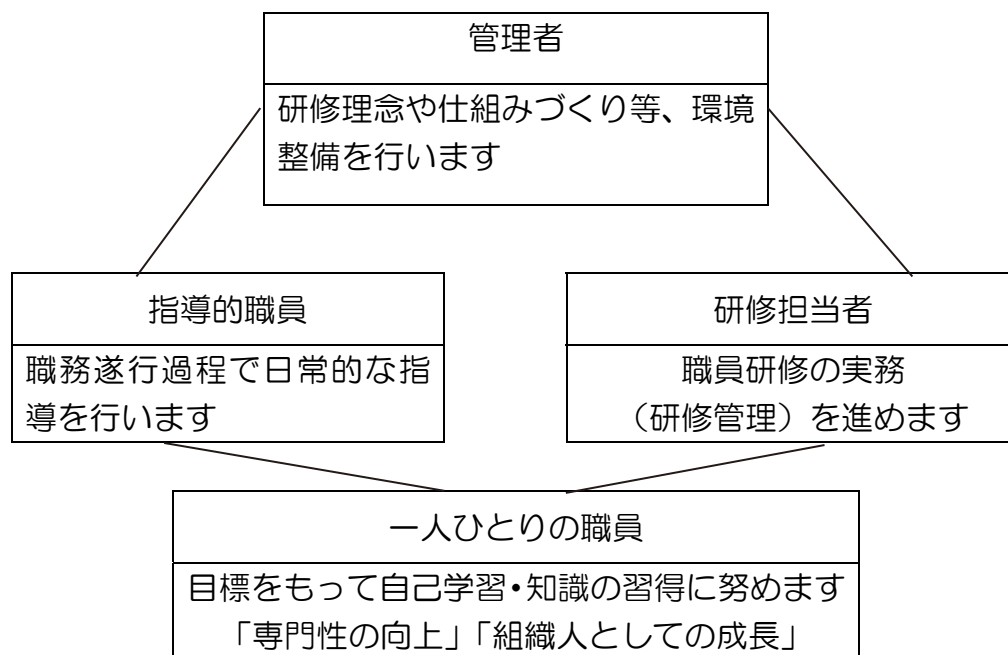 管理者
研修理念や仕組みづくり等、環境
整備を行います
指導的職員
職務遂行過程で日常的な指
導を行います
研修担当者
職員研修の実務
（研修管理）を進めます
一人ひとりの職員
目標をもって自己学習・知識の習得に努めます
「専門性の向上」「組織人としての成長」